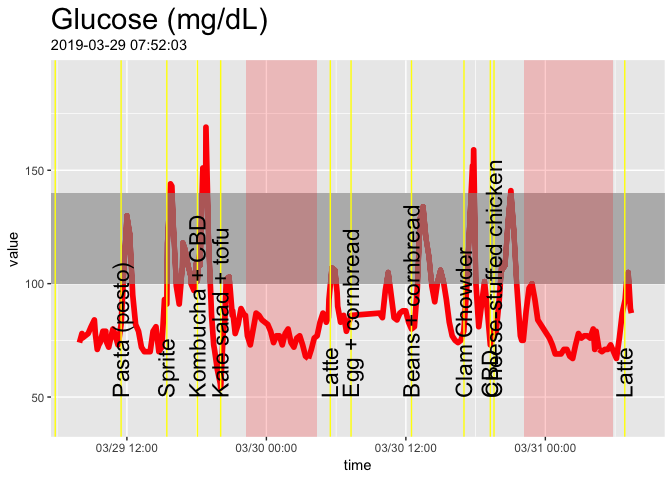 Glucose (mg/dL)
2019-03-29 07:52:03
value
150
100
50
Pasta (pesto)
Sprite
Kombucha + CBD
Kale salad + tofu
Latte
Egg + cornbread
Beans + cornbread
Clam Chowder
CBD
Cheese-stuffed chicken
Latte
03/29 12:00
03/30 00:00
03/30 12:00
03/31 00:00
time